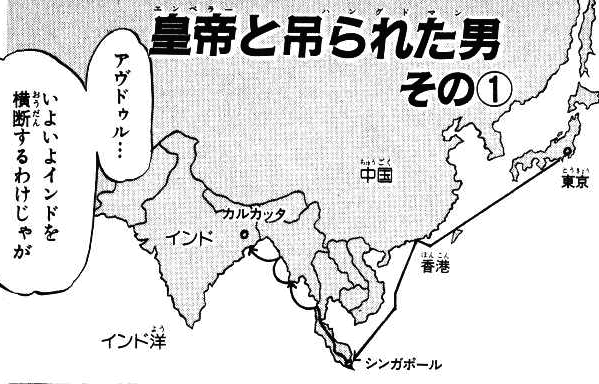 皇帝と吊られた男
エンペラー ハングドマン
その①
アヴドゥル…
いよいよインドを
横断するわけじゃが
おうだん
中国
ちゅうごく
東京
とうきょう
カルカッタ
インド
香港
ほんこん
インド洋
よう
シンガポール